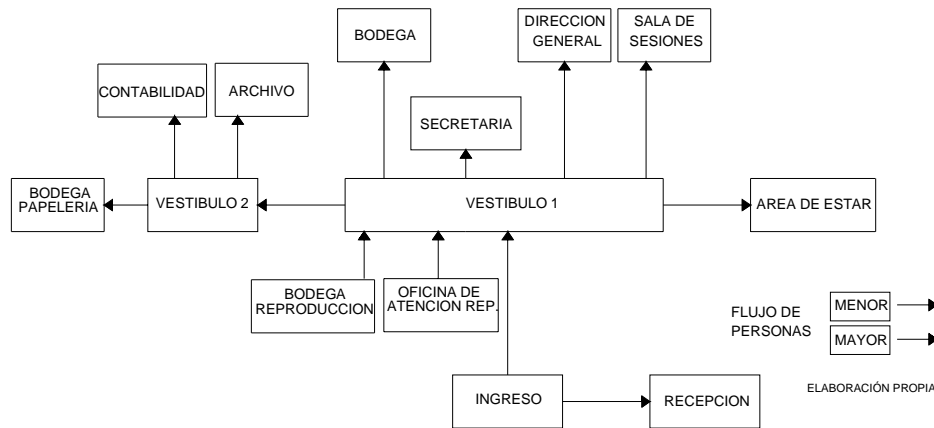 BODEGA
DIRECCION
GENERAL
SALA DE
SESIONES
CONTABILIDAD
ARCHIVO
SECRETARIA
BODEGA
PAPELERIA
VESTIBULO 2
VESTIBULO 1
AREA DE ESTAR
BODEGA
REPRODUCCION
OFICINA DE
ATENCION REP.
FLUJO DE
PERSONAS
MENOR
MAYOR
ELABORACIÓN PROPIA
INGRESO
RECEPCION